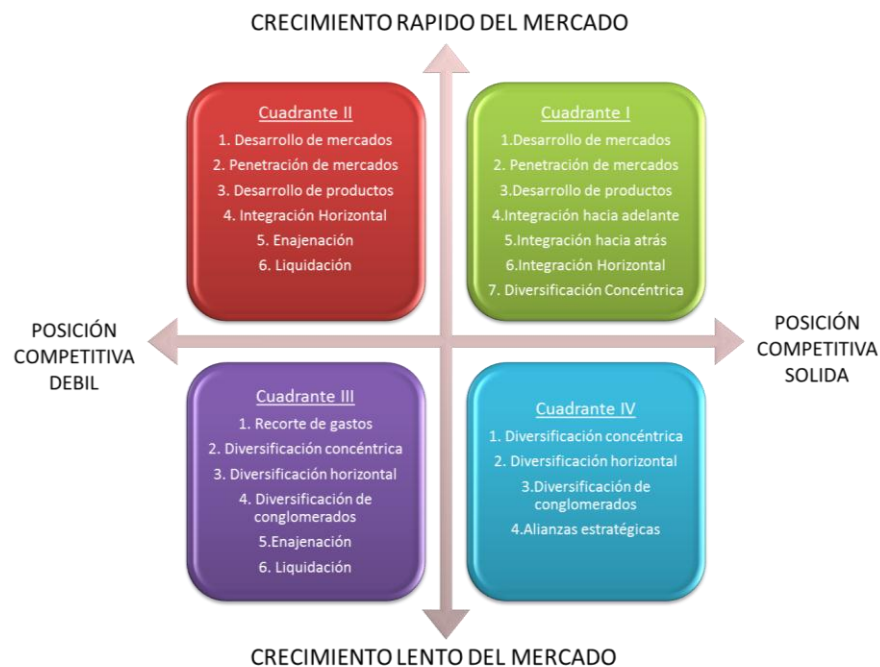 CRECIMIENTO RAPIDO DEL MERCADO
Cuadrante II
1. Desarrollo de mercados
2. Penetración de mercados
3. Desarrollo de productos
4. Integración Horizontal
5. Enajenación
6. Liquidación
Cuadrante I
1.Desarrollo de mercados
2. Penetración de mercados
3.Desarrollo de productos
4.Integración hacia adelante
5.Integración hacia atrás
6.Integración Horizontal
7. Diversificación Concéntrica
POSICIÓN
COMPETITIVA
DEBIL
POSICIÓN
COMPETITIVA
SOLIDA
Cuadrante III
1. Recorte de gastos
2. Diversificación concéntrica
3. Diversificación horizontal
4. Diversificación de
conglomerados
5.Enajenación
6. Liquidación
Cuadrante IV
1. Diversificación concéntrica
2. Diversificación horizontal
3.Diversificación de
conglomerados
4.Alianzas estratégicas
CRECIMIENTO LENTO DEL MERCADO